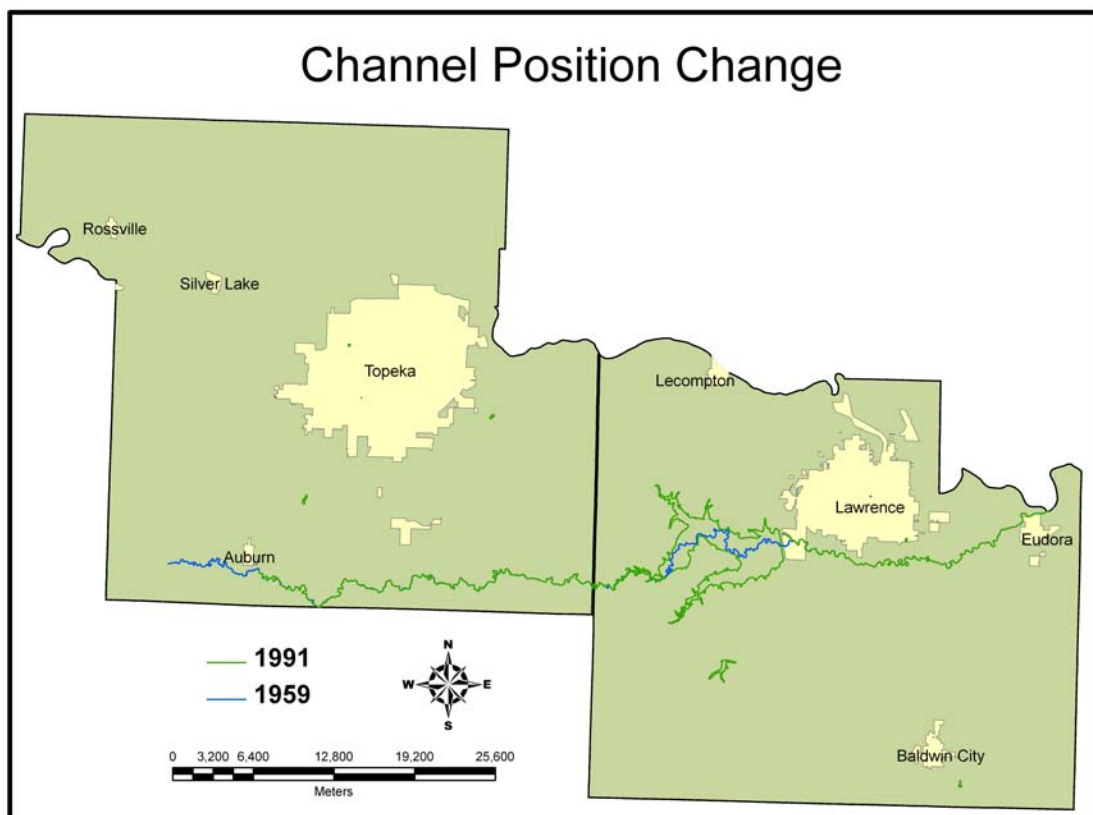 Channel Position Change
Rossville
Silver Lake
Topeka
Lecompton
Lawrence
Eudora
Auburn
1991
1959
N
W E
S
0 3,200 6,400 12,800 19,200 25,600
Meters
Baldwin City